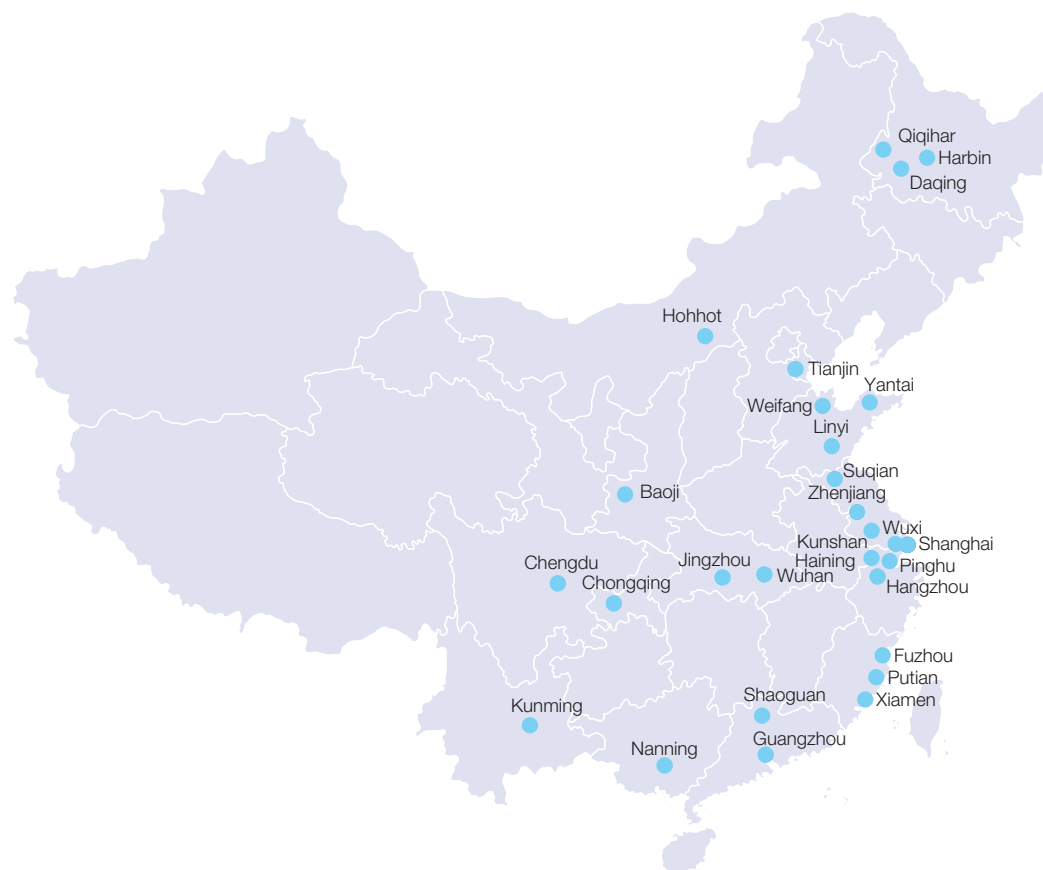 Qiqihar
Harbin
Daqing
Hohhot
Tianjin
Yantai
Weifang
Linyi
Suqian
Baoji
Zhenjiang
Wuxi
Kunshan
Shanghai
Haining
Pinghu
Hangzhou
Chengdu
Jingzhou
Wuhan
Chongqing
Fuzhou
Putian
Xiamen
Shaoguan
Kunming
Guangzhou
Nanning